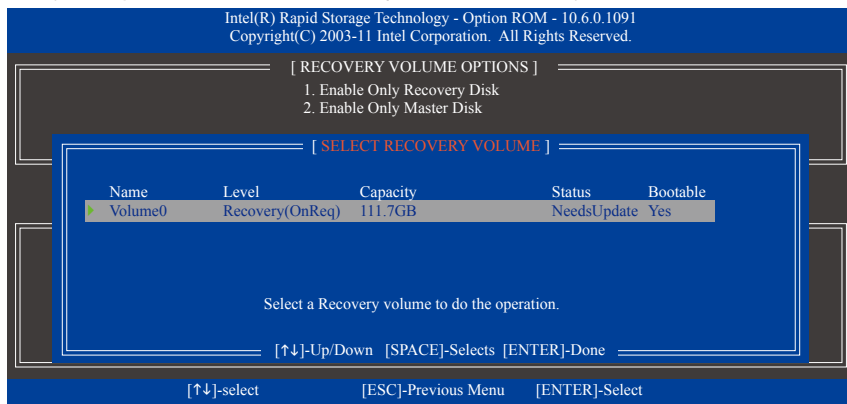 Intel(R) Rapid Storage Technology - Option ROM - 10.6.0.1091
Copyright(C) 2003-11 Intel Corporation. All Rights Reserved.
[ RECOVERY VOLUME OPTIONS ]
1. Enable Only Recovery Disk
2. Enable Only Master Disk
[ SELECT RECOVERY VOLUME ]
Name Level Capacity Status Bootable
Volume0 Recovery(OnReq) 111.7GB NeedsUpdate Yes
Select a Recovery volume to do the operation.
[↑↓]-Up/Down [SPACE]-Selects [ENTER]-Done
[↑↓]-select [ESC]-Previous Menu [ENTER]-Select